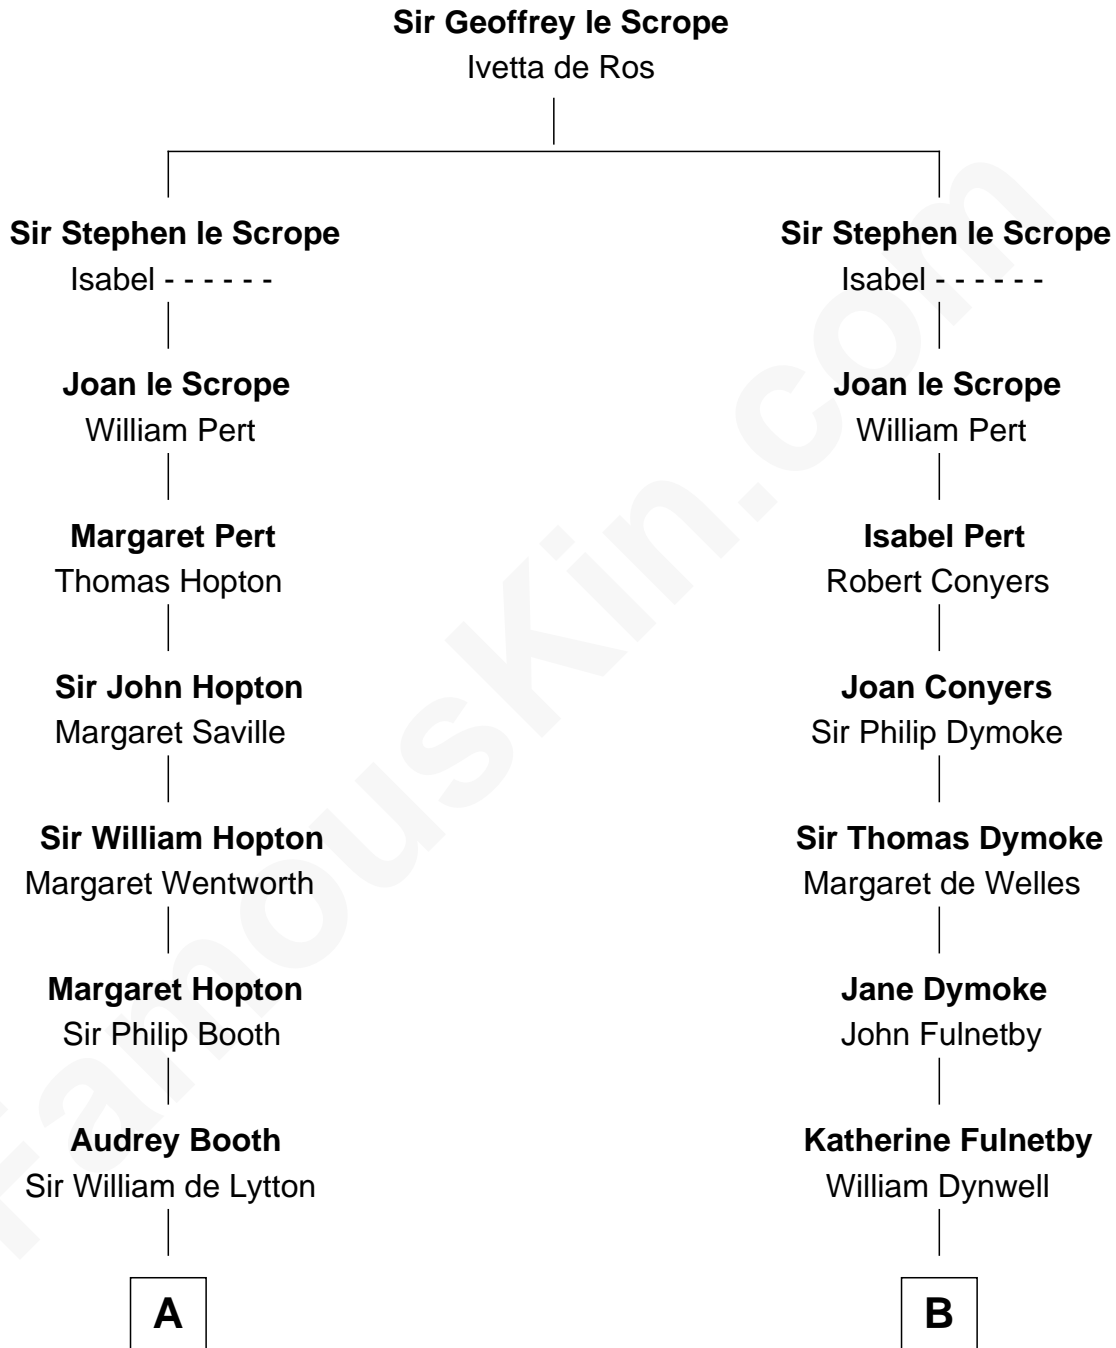 Sir Geoffrey le Scrope
Ivetta de Ros
Sir Stephen le Scrope
Isabel - - - - - -
Joan le Scrope
William Pert
Margaret Pert
Thomas Hopton
Sir John Hopton
Margaret Saville
Sir William Hopton
Margaret Wentworth
Margaret Hopton
Sir Philip Booth
Audrey Booth
Sir William de Lytton
A
Sir Stephen le Scrope
Isabel - - - - - -
Joan le Scrope
William Pert
Isabel Pert
Robert Conyers
Joan Conyers
Sir Philip Dymoke
Sir Thomas Dymoke
Margaret de Welles
Jane Dymoke
John Fulnetby
Katherine Fulnetby
William Dynwell
B
FamousKin.com